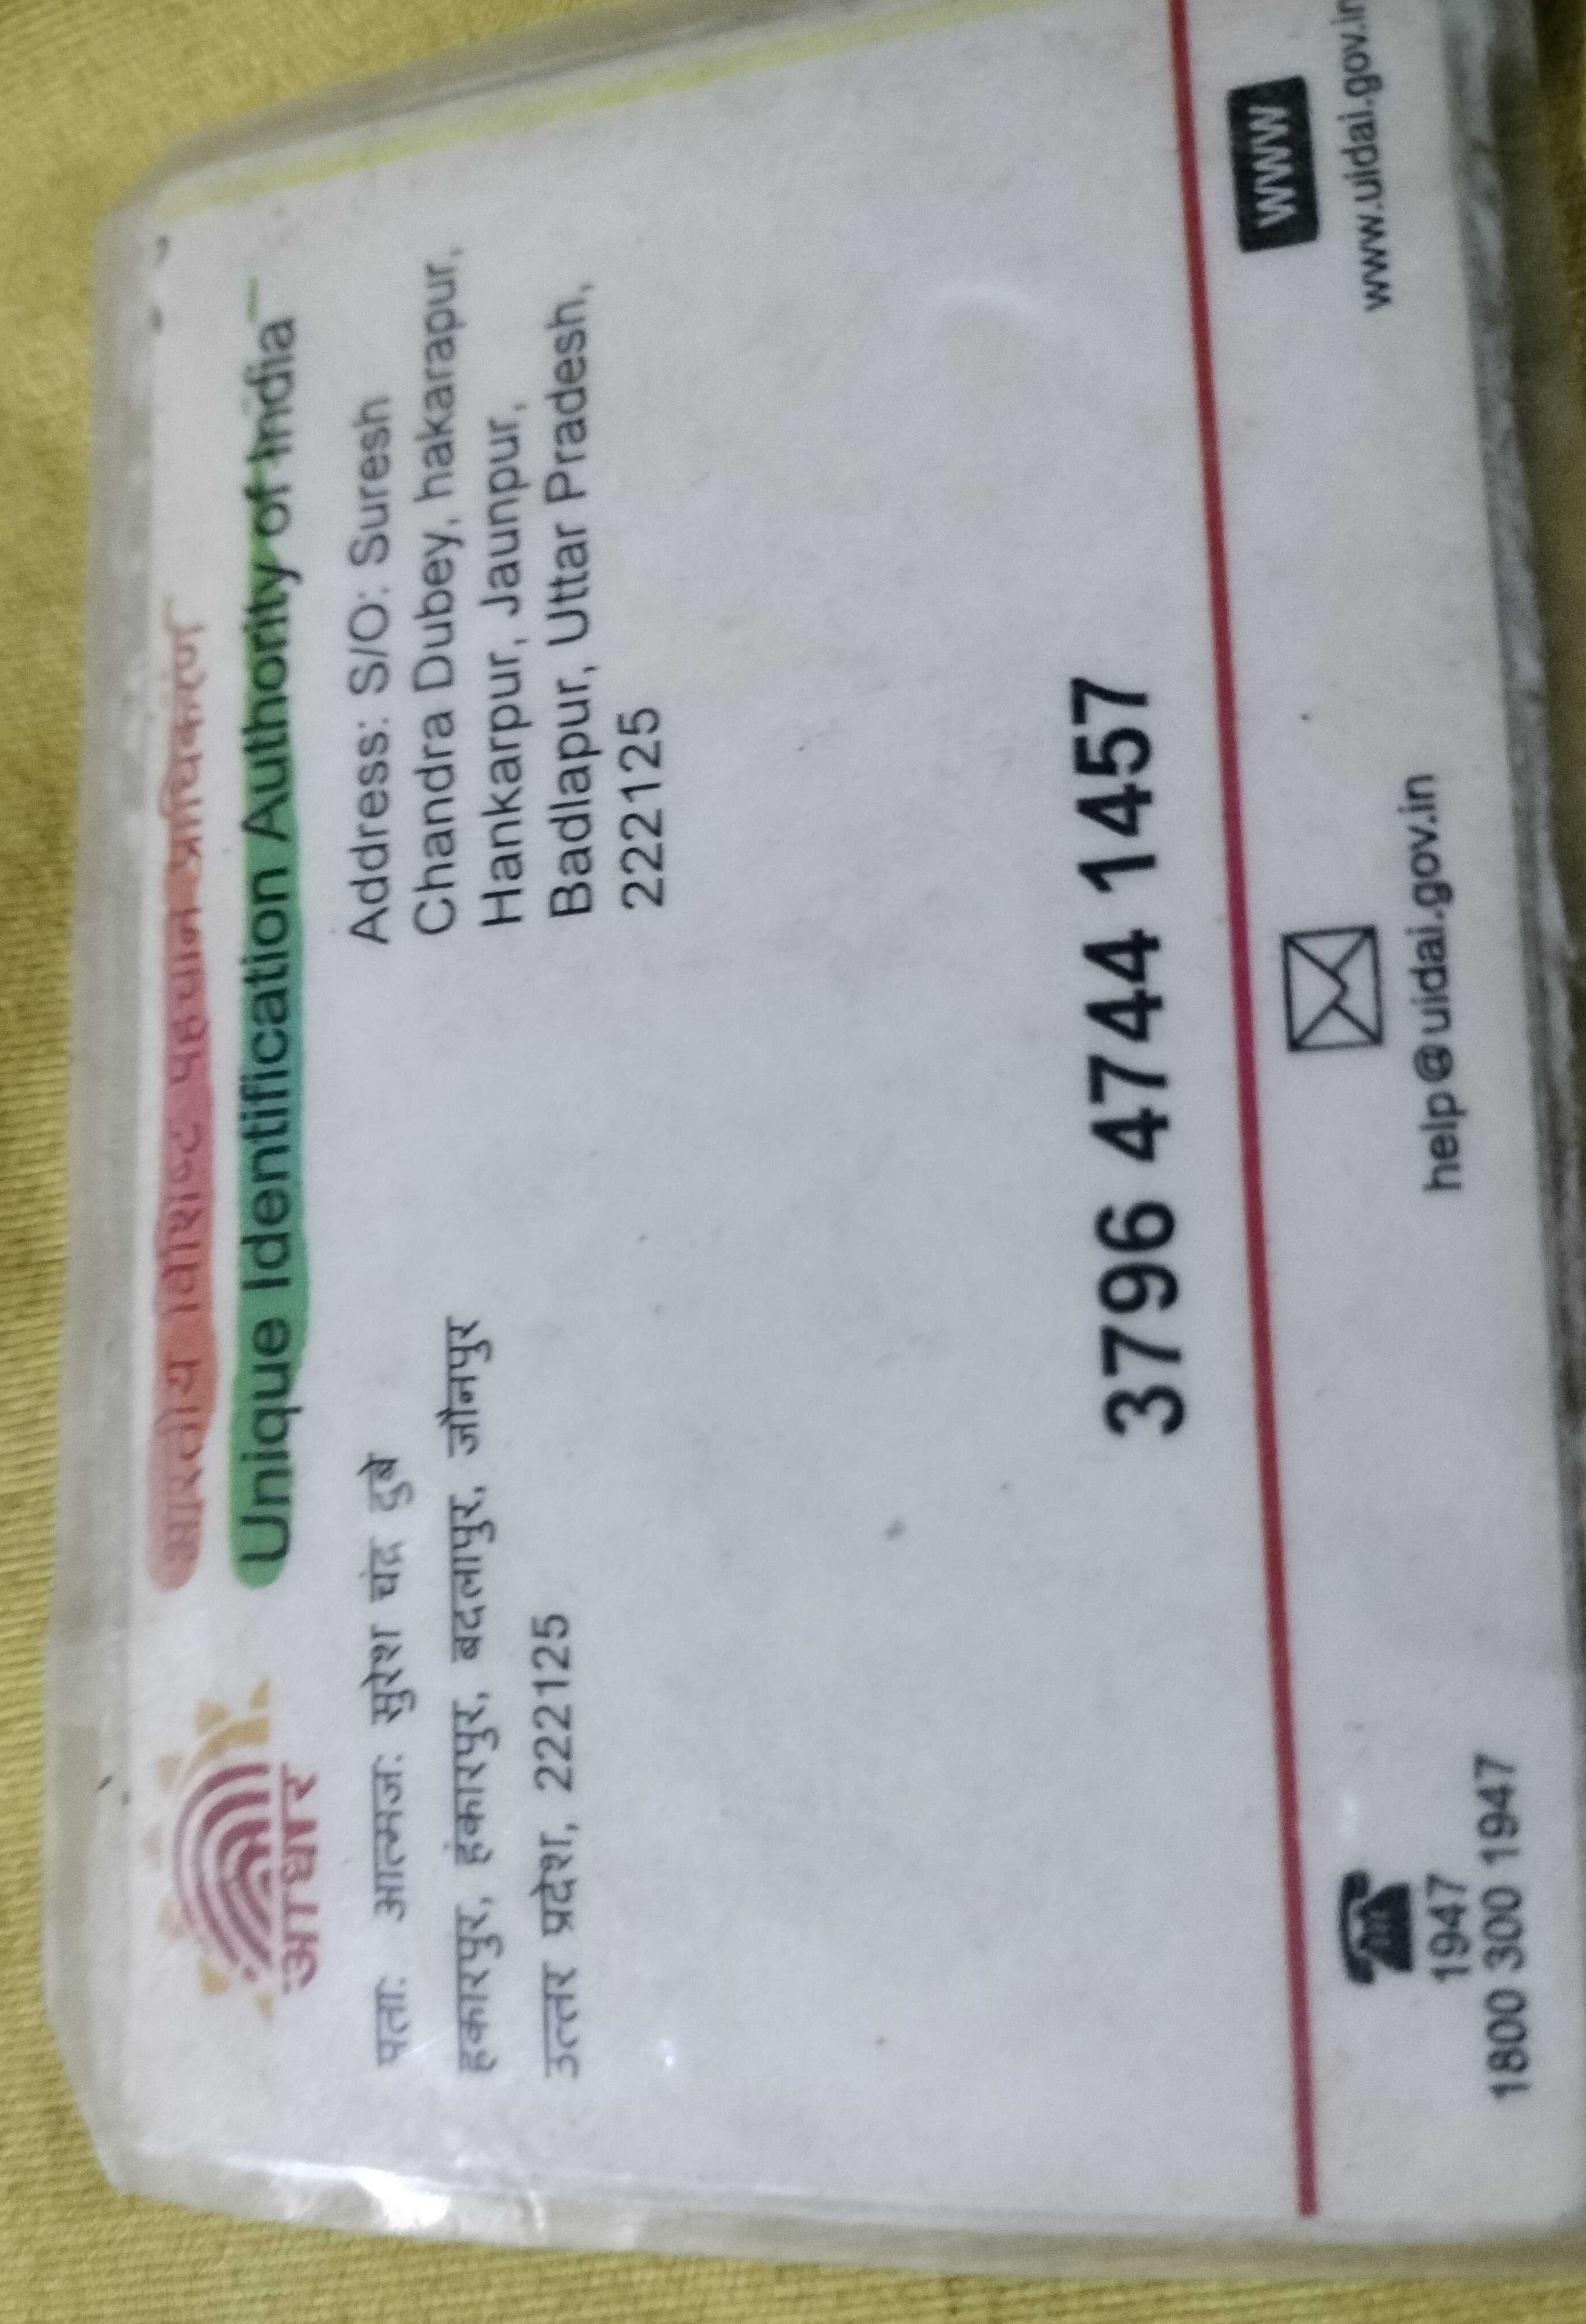 भारतीय विशिष्ट पहचान प्राधिकरण
Unique Identification Authority of India
आधार
पता: आत्मज: सुरेश चंद्र दुबे
हकारपुर, हंकारपुर, बदलापुर, जौनपुर
उत्तर प्रदेश, 222125
Address: S/O: Suresh
Chandra Dubey, hakarapur,
Hankarpur, Jaunpur,
Badlapur, Uttar Pradesh,
222125
3796 4744 1457
1947
1800 300 1947
help@uidai.gov.in
WWW
www.uidai.gov.in